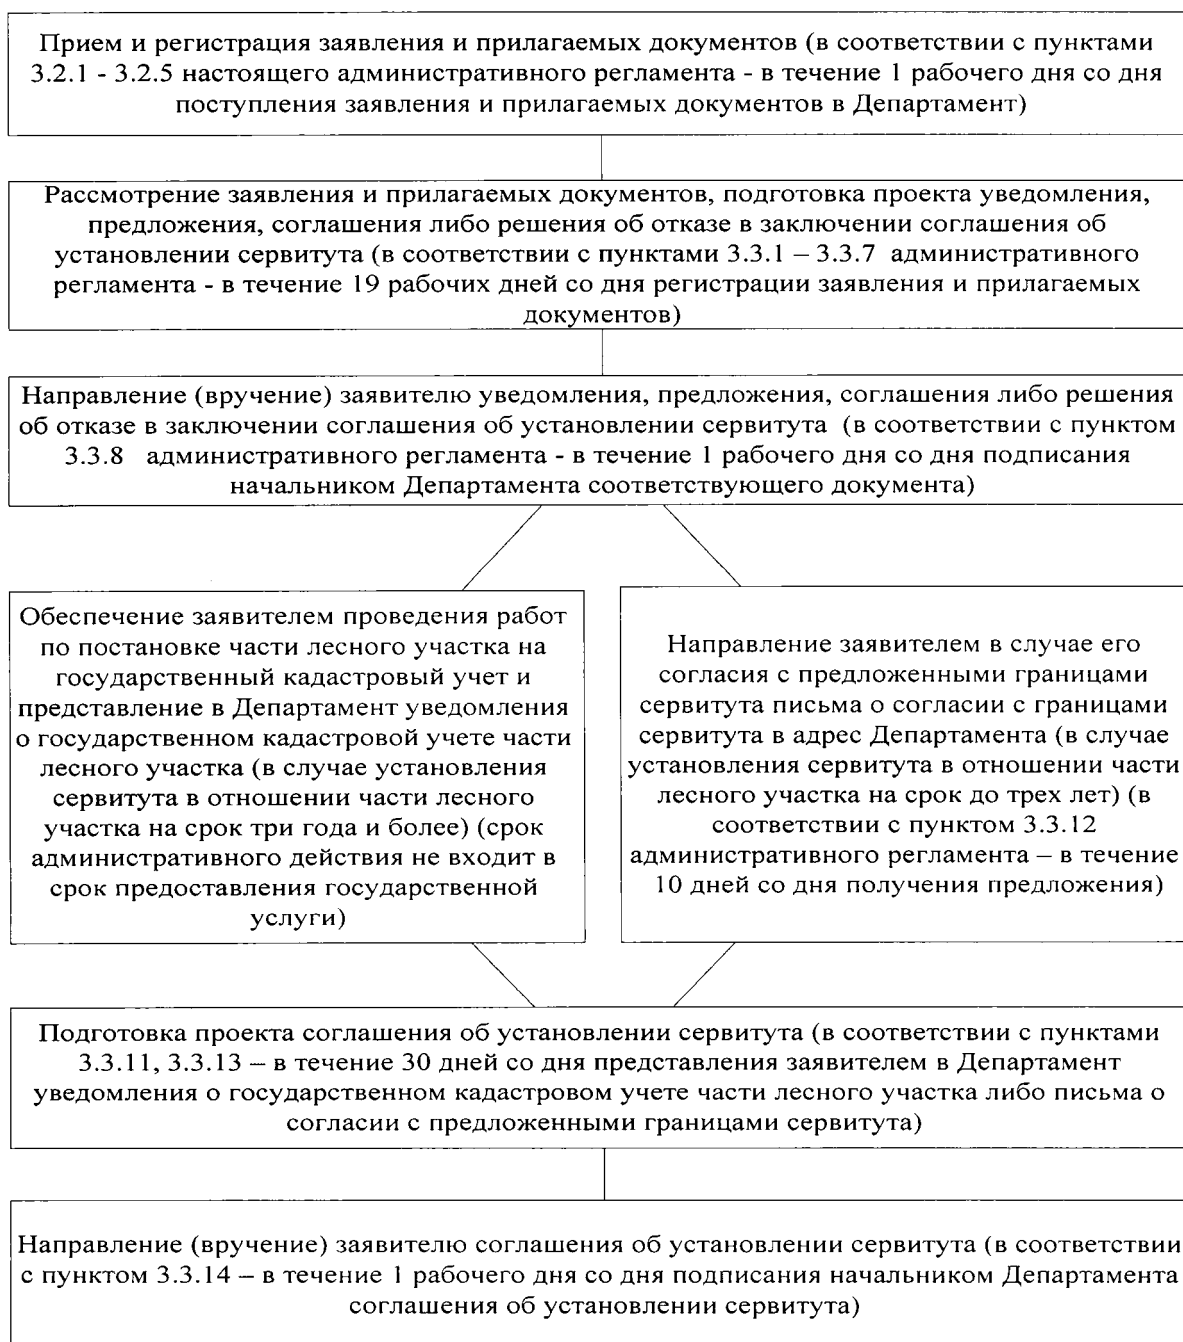 Прием и регистрация заявления и прилагаемых документов (в соответствии с пунктами
3.2.1 - 3.2.5 настоящего административного регламента - в течение 1 рабочего дня со дня
поступления заявления и прилагаемых документов в Департамент)
Рассмотрение заявления и прилагаемых документов, подготовка проекта уведомления,
предложения, соглашения либо решения об отказе в заключении соглашения об
установлении сервитута (в соответствии с пунктами 3.3.1 – 3.3.7 административного
регламента - в течение 19 рабочих дней со дня регистрации заявления и прилагаемых
документов)
Направление (вручение) заявителю уведомления, предложения, соглашения либо решения
об отказе в заключении соглашения об установлении сервитута (в соответствии с пунктом
3.3.8 административного регламента - в течение 1 рабочего дня со дня подписания
начальником Департамента соответствующего документа)
Обеспечение заявителем проведения работ
по постановке части лесного участка на
государственный кадастровый учет и
представление в Департамент уведомления
о государственном кадастровой учете части
лесного участка (в случае установления
сервитута в отношении части лесного
участка на срок три года и более) (срок
административного действия не входит в
срок предоставления государственной
услуги)
Направление заявителем в случае его
согласия с предложенными границами
сервитута письма о согласии с границами
сервитута в адрес Департамента (в случае
установления сервитута в отношении части
лесного участка на срок до трех лет) (в
соответствии с пунктом 3.3.12
административного регламента – в течение
10 дней со дня получения предложения)
Подготовка проекта соглашения об установлении сервитута (в соответствии с пунктами
3.3.11, 3.3.13 – в течение 30 дней со дня представления заявителем в Департамент
уведомления о государственном кадастровом учете части лесного участка либо письма о
согласии с предложенными границами сервитута)
Направление (вручение) заявителю соглашения об установлении сервитута (в соответствии
с пунктом 3.3.14 – в течение 1 рабочего дня со дня подписания начальником Департамента
соглашения об установлении сервитута)